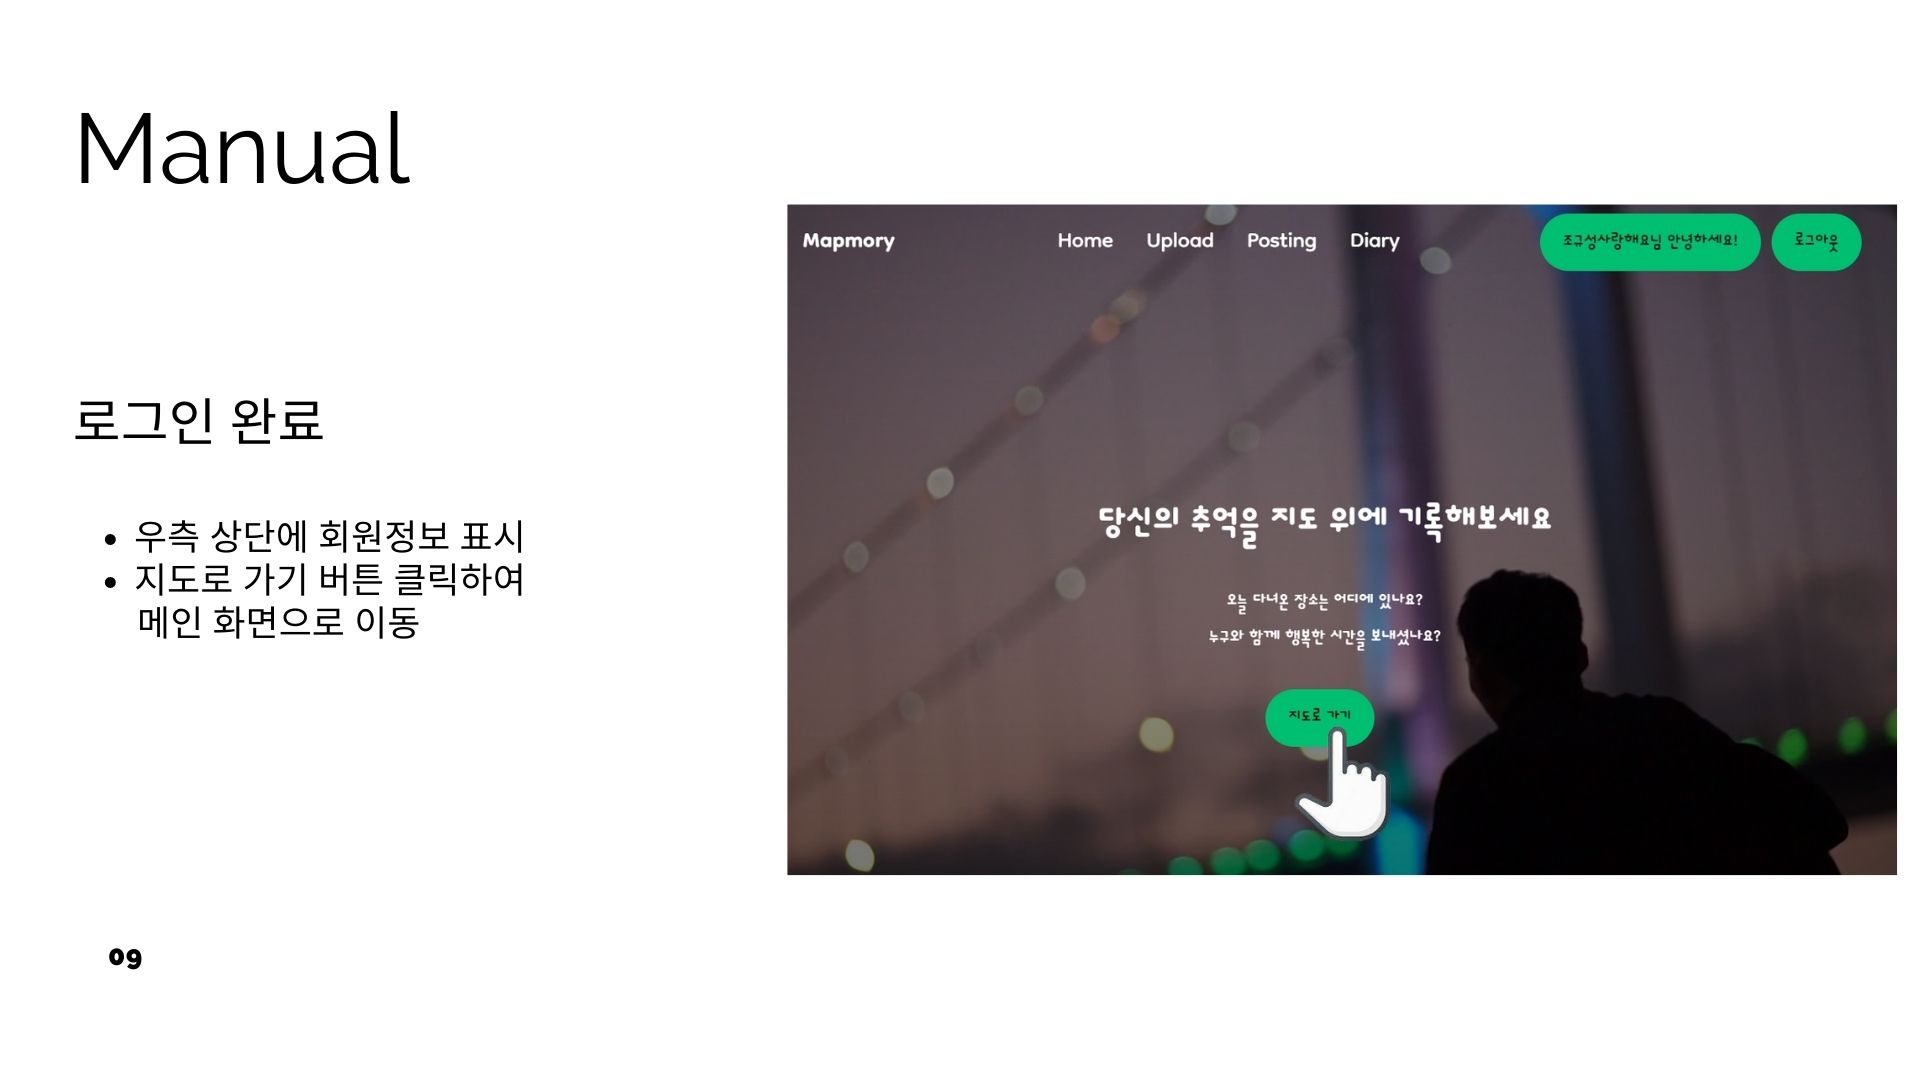 Manual
로그인 완료
• 우측 상단에 회원정보 표시
• 지도로 가기 버튼 클릭하여
메인 화면으로 이동
09
Mapmory Home Upload Posting Diary 조규성사랑해요님 안녕하세요! 로그아웃
당신의 추억을 지도 위에 기록해보세요
오늘 다녀온 장소는 어디에 있나요?
누구와 함께 행복한 시간을 보내셨나요?
지도로 가기